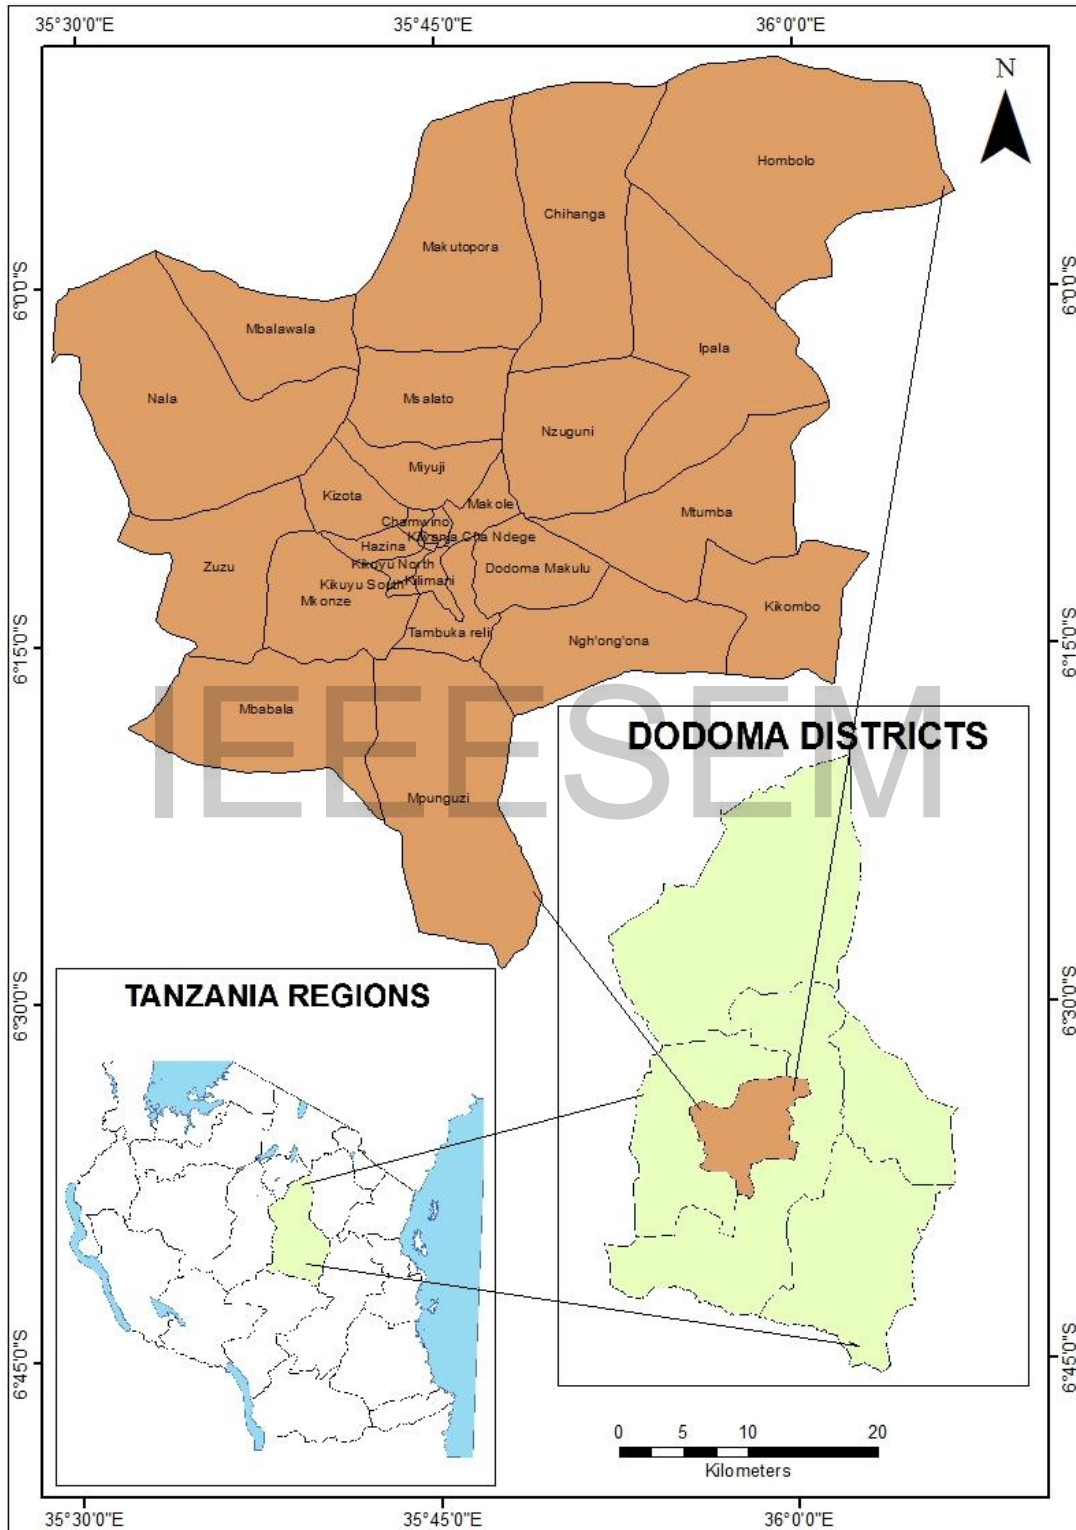 35°30'0"E 35°45'0"E 36°0'0"E
N
Hombolo
Chihanga
Makutopora
6°0'0"S 6°0'0"S
Mbalawala
Ipala
Nala
Msalato
Nzuguni
Miyuji
Kizota
Makole
Mtumba
Chamwino
Kiwanja Cha Ndege
Hazina
Kikuyu North
Zuzu
Dodoma Makulu
Kikuyu South
Kilimani
Mkonze
Kikombo
Tambuka reli
Ngh'ong'ona
6°15'0"S 6°15'0"S
Mbabala
IEEESEM
DODOMA DISTRICTS
Mpunguzi
TANZANIA REGIONS
6°30'0"S 6°30'0"S
6°45'0"S 6°45'0"S
0 5 10 20
Kilometers
35°30'0"E 35°45'0"E 36°0'0"E